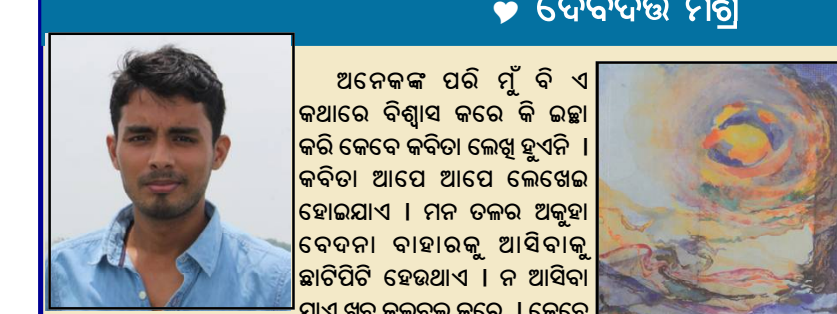 ଦେବଦତ୍ତ ମିଶ୍ର
ଅନେକଙ୍କ ପରି ମୁଁ ବି ଏ
କଥାରେ ବିଶ୍ୱାସ କରେ କି ଇଚ୍ଛା
କରି କେବେ କବିତା ଲେଖି ହୁଏନି ।
କବିତା ଆପେ ଆପେ ଲେଖେଇ
ହୋଇଯାଏ । ମନ ତଳର ଅକୁହା
ବେଦନା ବାହାରକୁ ଆସିବାକୁ
ଛାଟିପିଟି ହେଉଥାଏ । ନ ଆସିବା